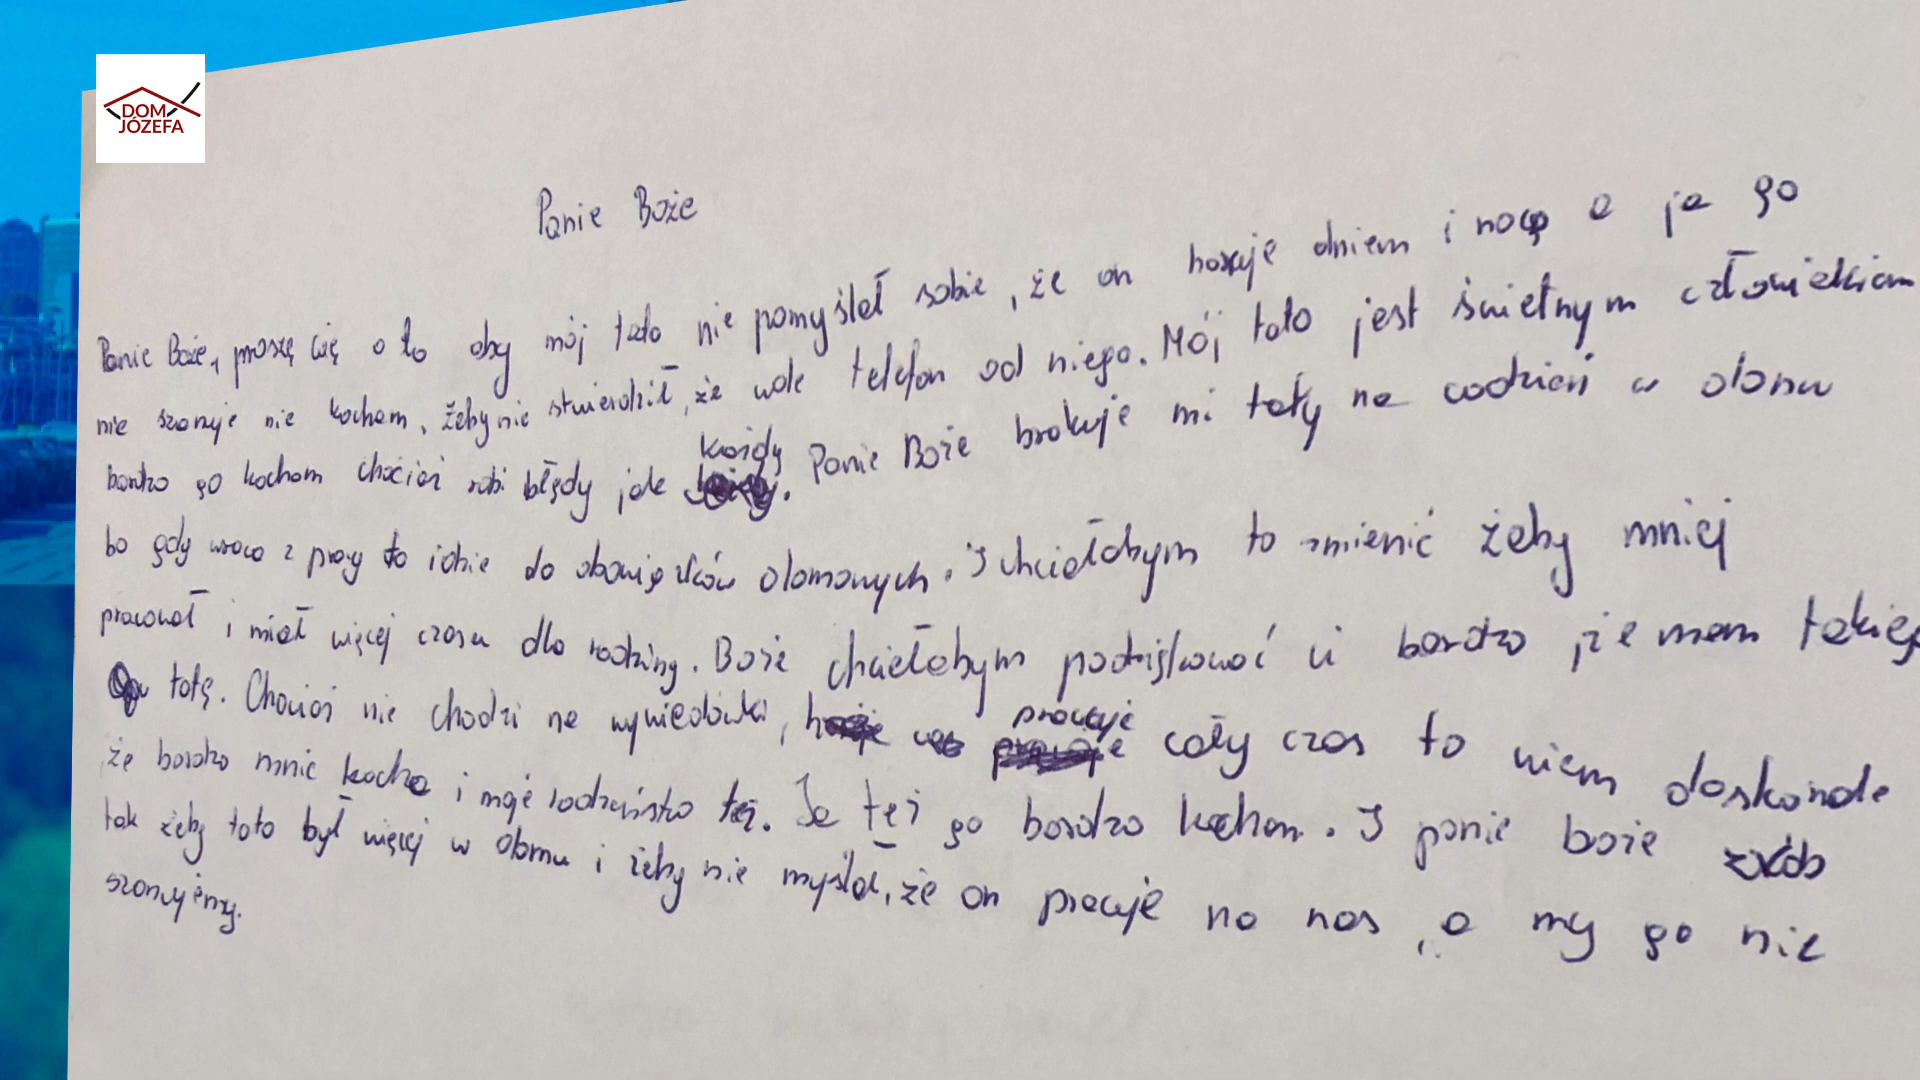 DOM
JÓZEFA
Panie Boże
Panie Boże, proszę cię o to aby mój tata nie pomyślał sobie, że on haruje dniem i nocą a ja go
nie szanuje nie kocham, żeby nie stwierdził, że wole telefon od niego. Mój tato jest świetnym człowiekiem
bardzo go kocham chociaż robi błędy jak każdy. Panie Boże brakuje mi taty na codzień w domu
bo gdy wraca z pracy to idzie do obowiązków domowych. I chciałabym to zmienić żeby mniej
pracował i miał więcej czasu dla rodziny. Boże chciałabym podziękować ci bardzo że mam takieg
tatę. Chociaż nie chodzi na wywiadówki, pracuje cały czas to wiem doskonale
że bardzo mnie kocha i moje rodzeństwo też. Ja też go bardzo kocham. I panie boże zrób
tak żeby tato był więcej w domu i żeby nie myślał, że on pracuje na nas, a my go nie
szanujemy.